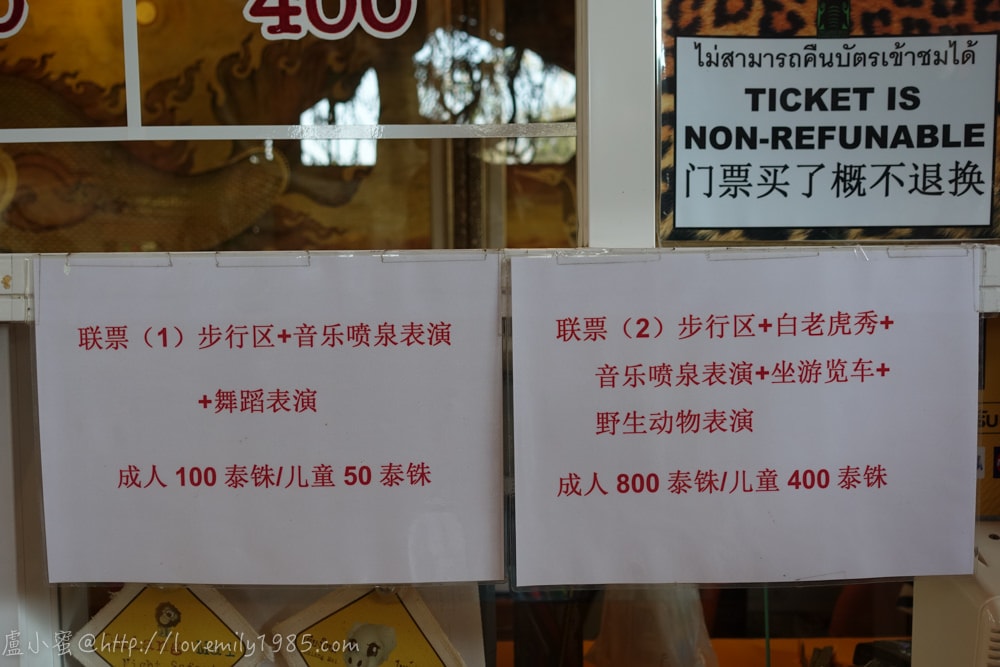 400
ไม่สามารถคืนบัตรเข้าชมได้
TICKET IS
NON-REFUNABLE
门票买了概不退换
联票（1）步行区+音乐喷泉表演
+舞蹈表演
成人 100 泰铢/儿童 50 泰铢
联票（2）步行区+白老虎秀+
音乐喷泉表演+坐游览车+
野生动物表演
成人 800 泰铢/儿童 400 泰铢
盧小蜜@http://lovemily1985.com